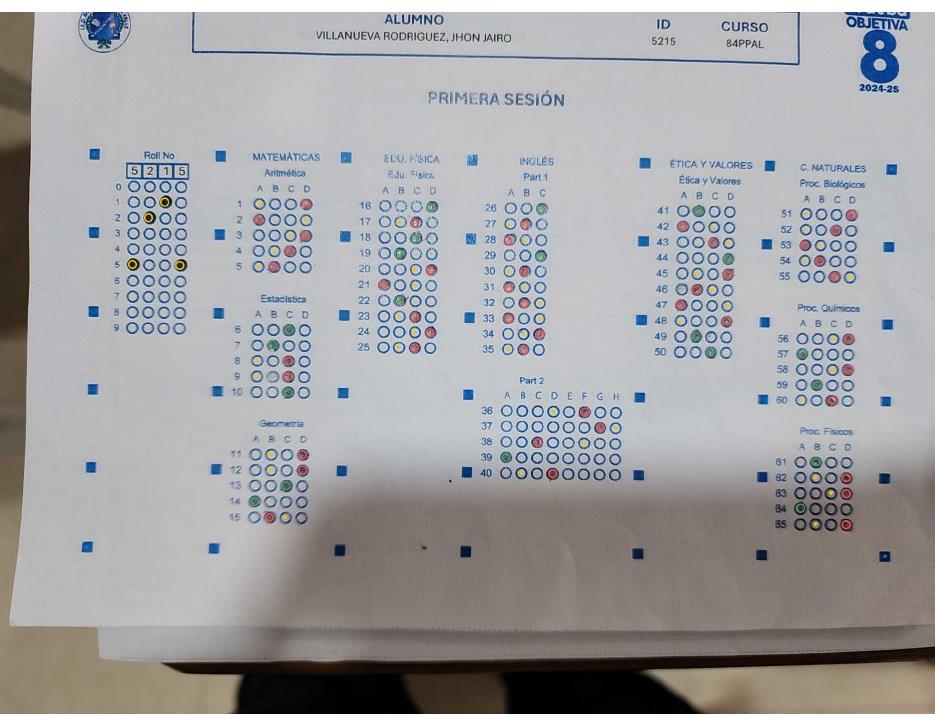 ALUMNO
VILLANUEVA RODRIGUEZ, JHON JAIRO
ID
5215
CURSO
84PPAL
OBJETIVA
8
2024-2S
PRIMERA SESIÓN
Roll No
5 2 1 5
0
1
2
3
4
5
6
7
8
9
MATEMÁTICAS
Aritmética
A B C D
1
2
3
4
5
Estadística
A B C D
6
7
8
9
10
Geometria
A B C D
11
12
13
14
15
EDU. FÍSICA
Edu. Física
A B C D
16
17
18
19
20
21
22
23
24
25
INGLÉS
Part 1
A B C
26
27
28
29
30
31
32
33
34
35
Part 2
A B C D E F G H
36
37
38
39
40
ÉTICA Y VALORES
Ética y Valores
A B C D
41
42
43
44
45
46
47
48
49
50
C. NATURALES
Proc. Biológicos
A B C D
51
52
53
54
55
Proc. Químicos
A B C D
56
57
58
59
60
Proc. Físicos
A B C D
61
62
63
64
65